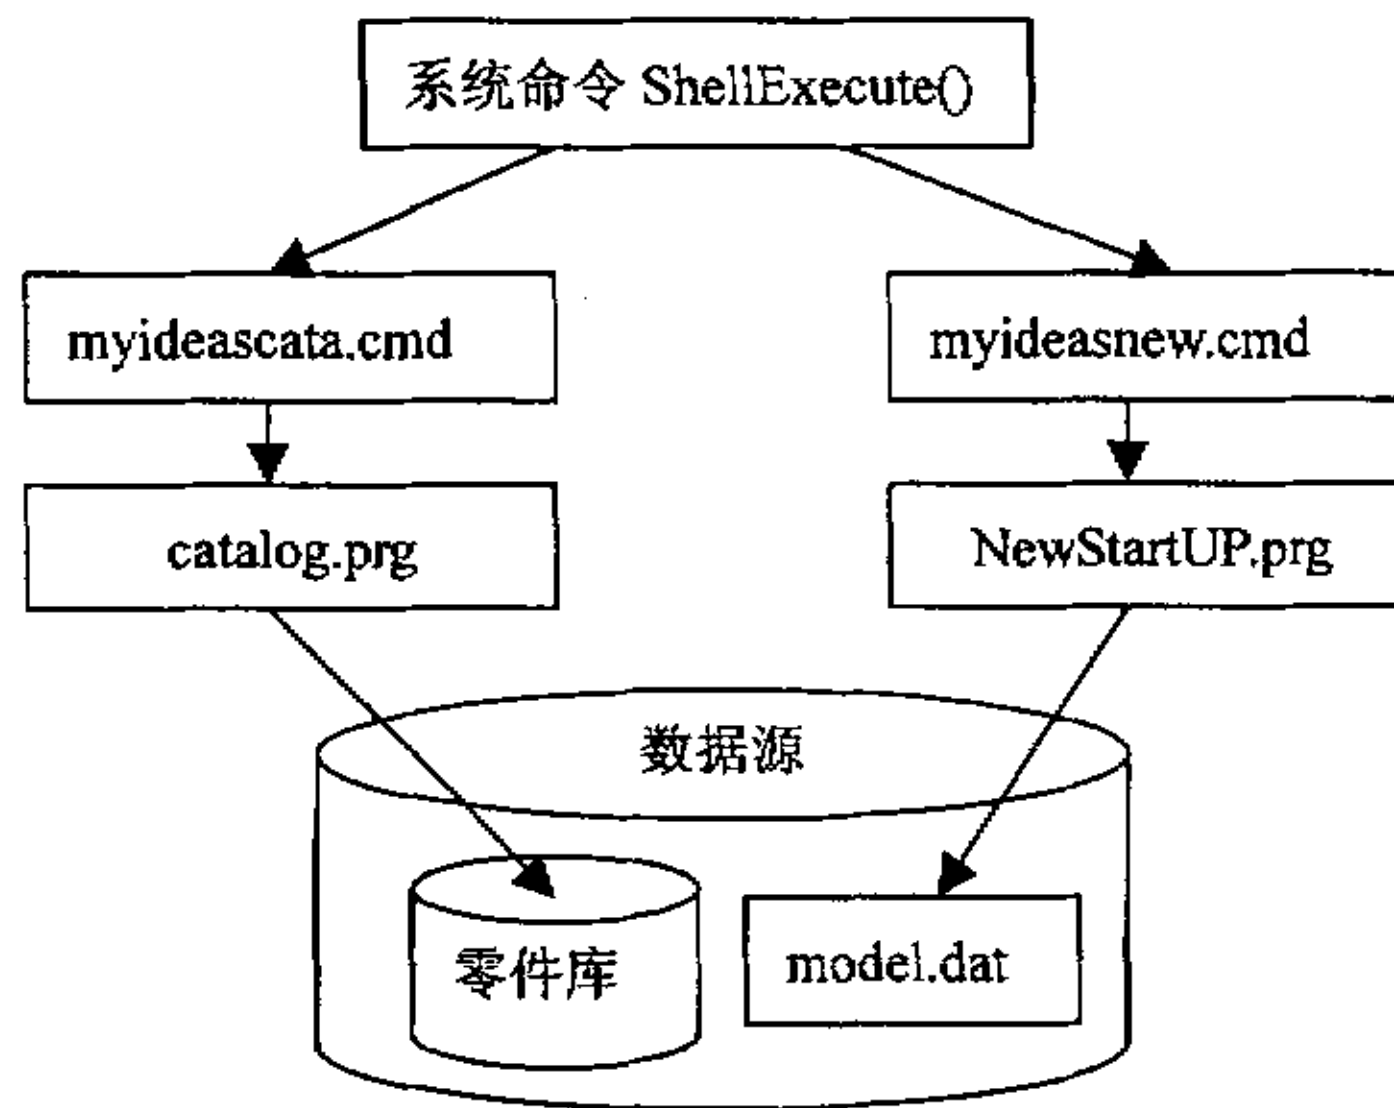 系统命令 ShellExecute()
myideascata.cmd
myideasnew.cmd
catalog.prg
NewStartUP.prg
数据源
零件库
model.dat